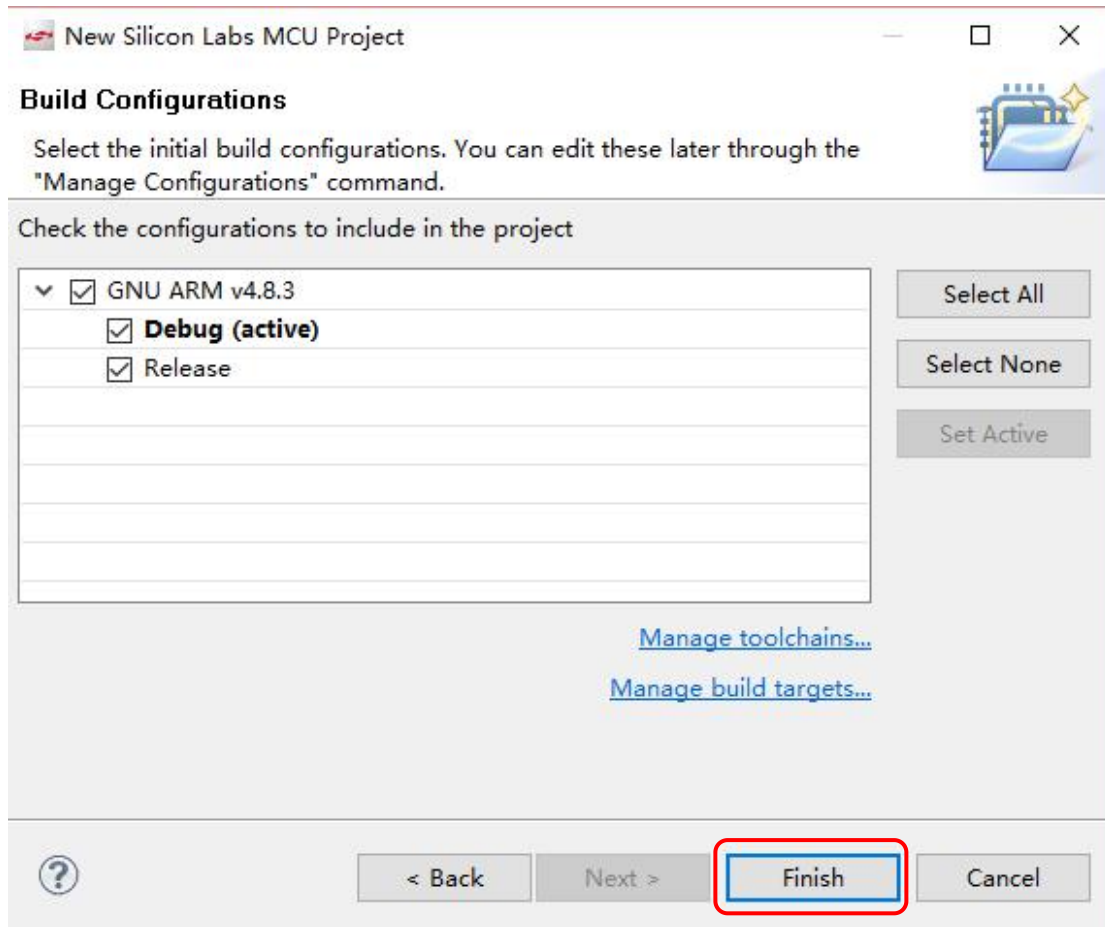 New Silicon Labs MCU Project
Build Configurations
Select the initial build configurations. You can edit these later through the
"Manage Configurations" command.
Check the configurations to include in the project
GNU ARM v4.8.3
Debug (active)
Release
Select All
Select None
Set Active
Manage toolchains...
Manage build targets...
?
< Back
Next >
Finish
Cancel